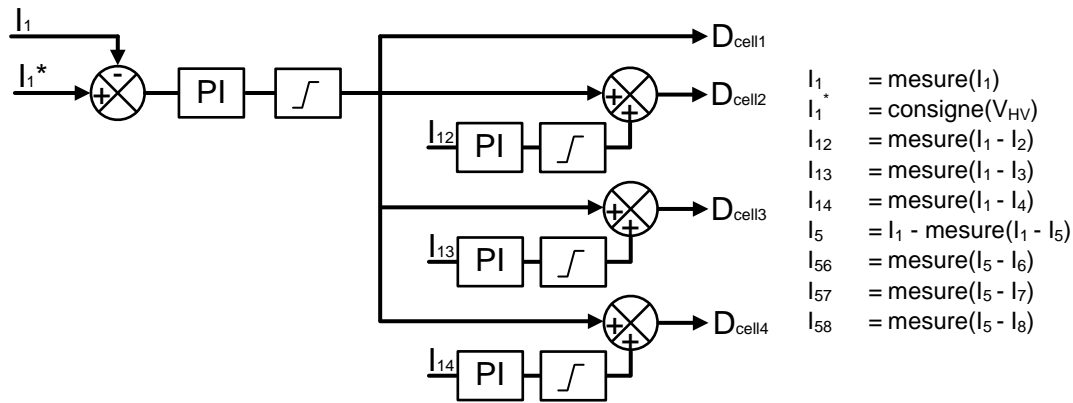 I1
I1*
-
+
PI
Dcell1
+
+
Dcell2
I12
PI
+
+
Dcell3
I13
PI
+
+
Dcell4
I14
PI
I1 = mesure(I1)
I1* = consigne(VHV)
I12 = mesure(I1 - I2)
I13 = mesure(I1 - I3)
I14 = mesure(I1 - I4)
I5 = I1 - mesure(I1 - I5)
I56 = mesure(I5 - I6)
I57 = mesure(I5 - I7)
I58 = mesure(I5 - I8)